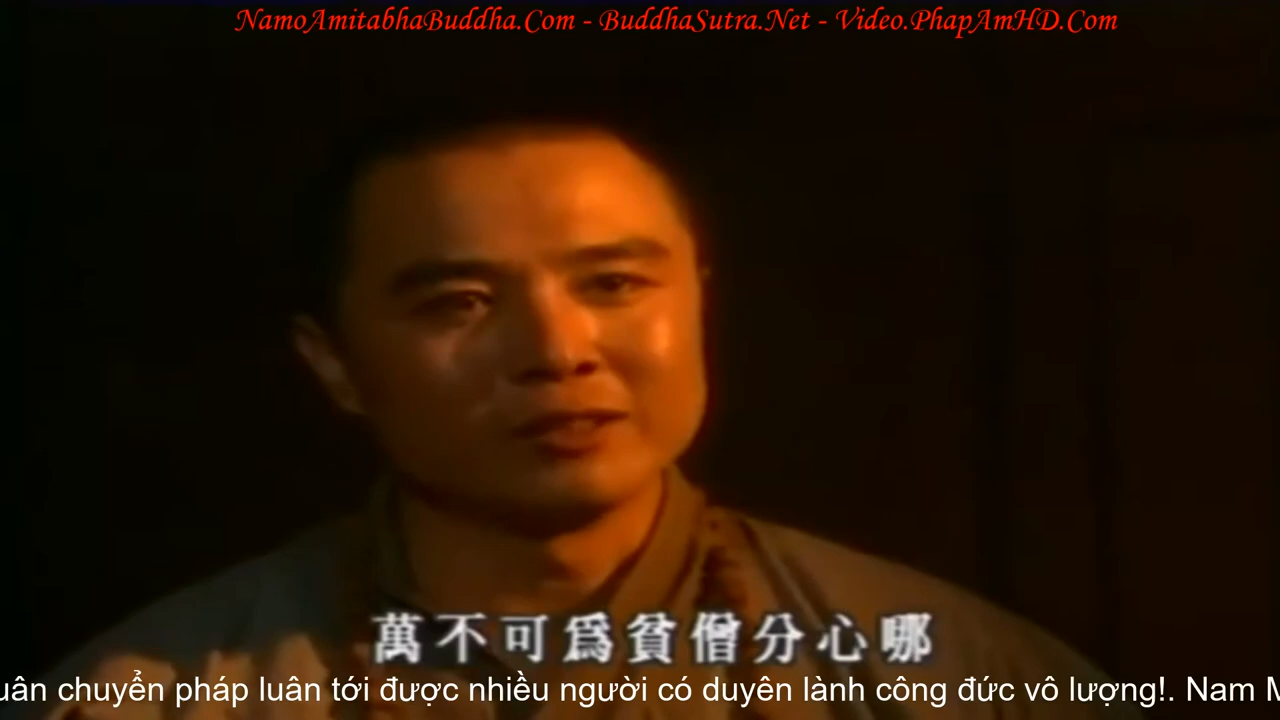 NamoAmitabhaBuddha.Com - BuddhaSutra.Net - Video.PhapAmHD.Com
萬不可爲貧僧分心哪
uân chuyển pháp luân tới được nhiều người có duyên lành công đức vô lượng!. Nam M